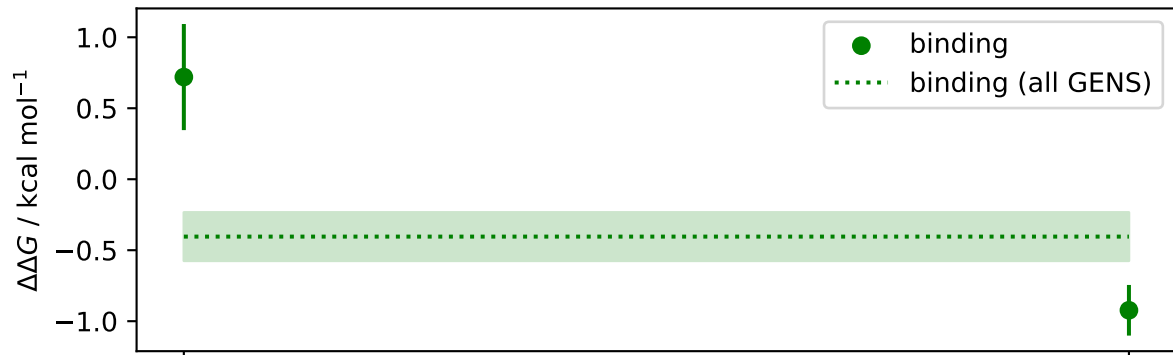 1.0
0.5
0.0
−0.5
−1.0
ΔΔG / kcal mol⁻¹
binding
binding (all GENS)